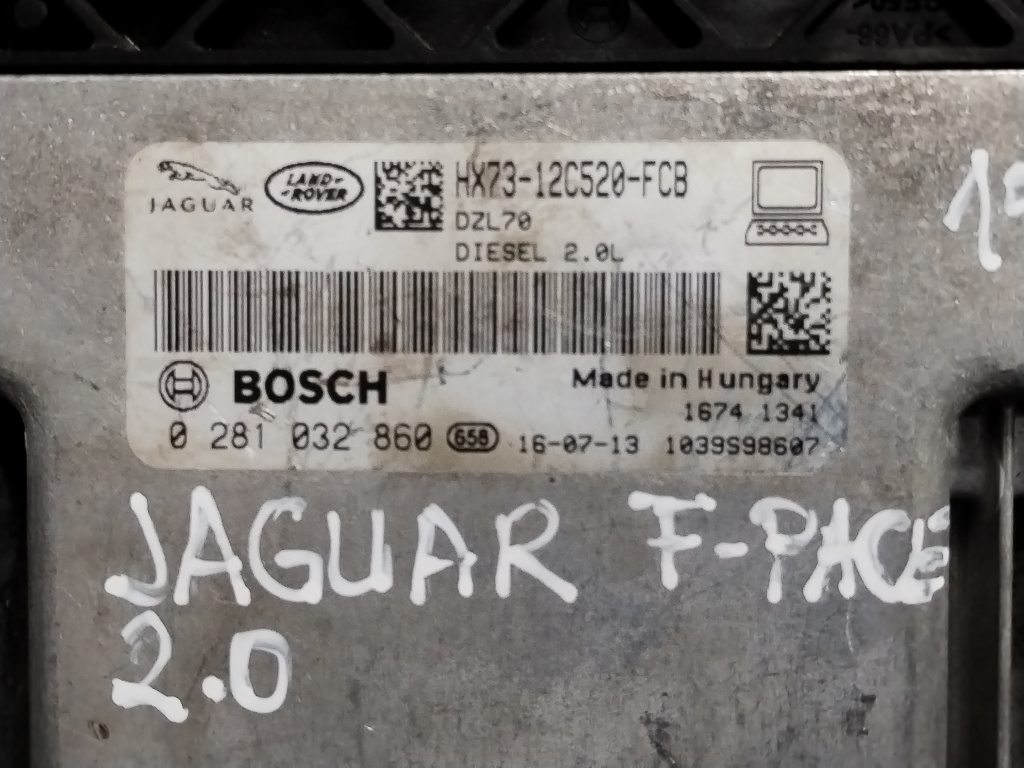 >PA66-
JAGUAR
LAND-
-ROVER
HX73-12C520-FCB
DZL70
DIESEL 2.0L
BOSCH
Made in Hungary
1674 1341
0 281 032 860 658 16-07-13 1039S98607
JAGUAR F-PACE
2.0